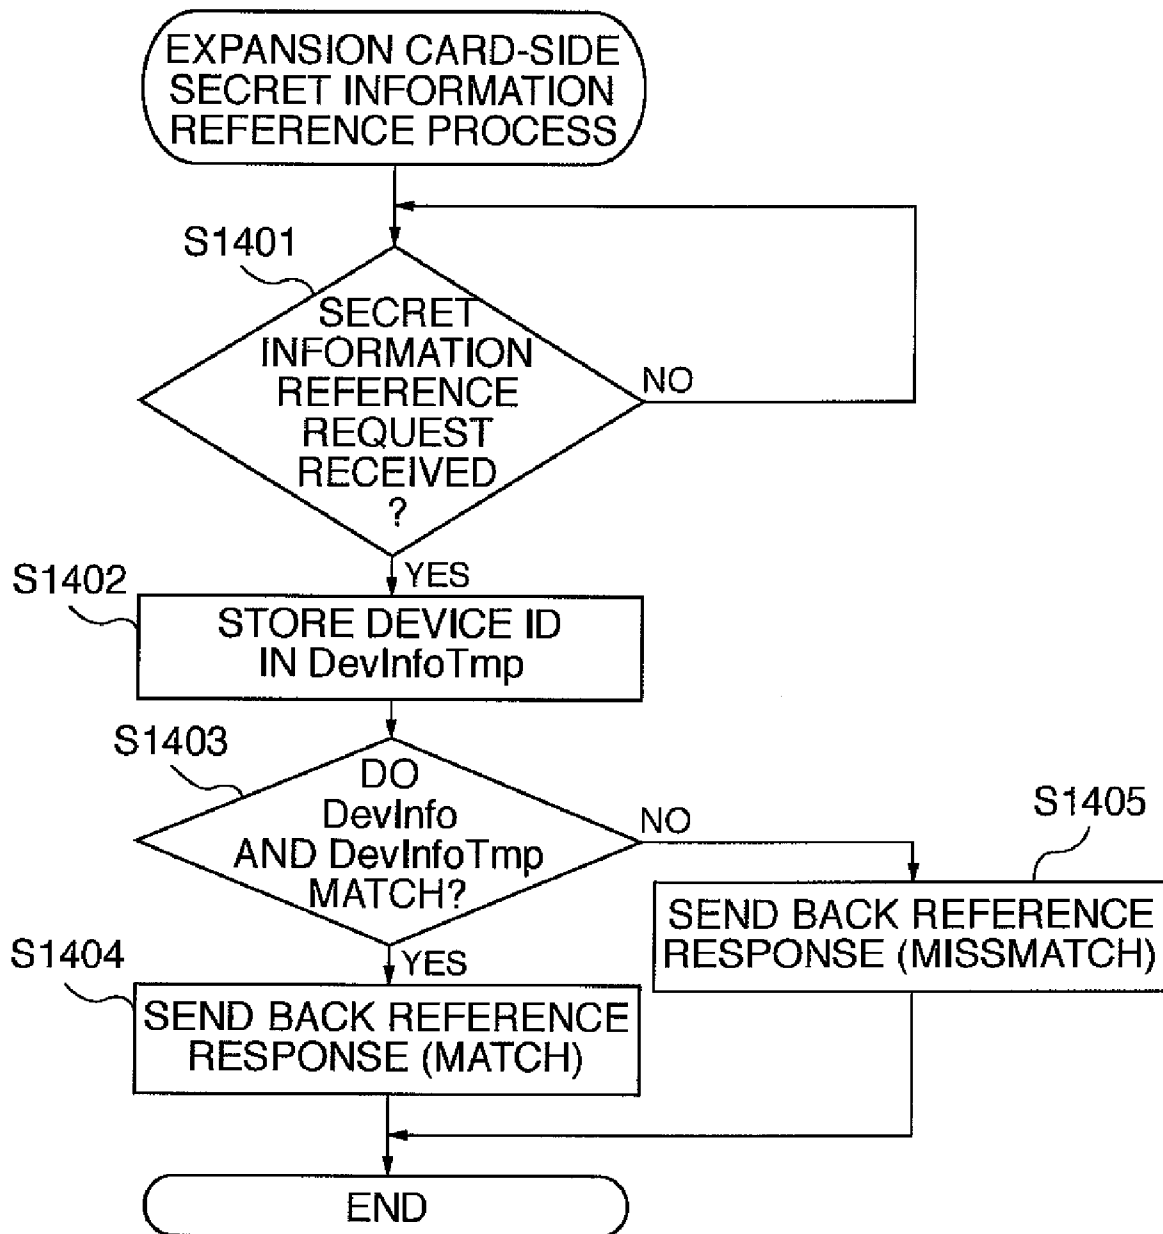 EXPANSION CARD-SIDE
SECRET INFORMATION
REFERENCE PROCESS
S1401
SECRET
INFORMATION
REFERENCE
REQUEST
RECEIVED
?
NO
YES
S1402
STORE DEVICE ID
IN DevInfoTmp
S1403
DO
DevInfo
AND DevInfoTmp
MATCH?
NO
S1405
SEND BACK REFERENCE
RESPONSE (MISSMATCH)
YES
S1404
SEND BACK REFERENCE
RESPONSE (MATCH)
END